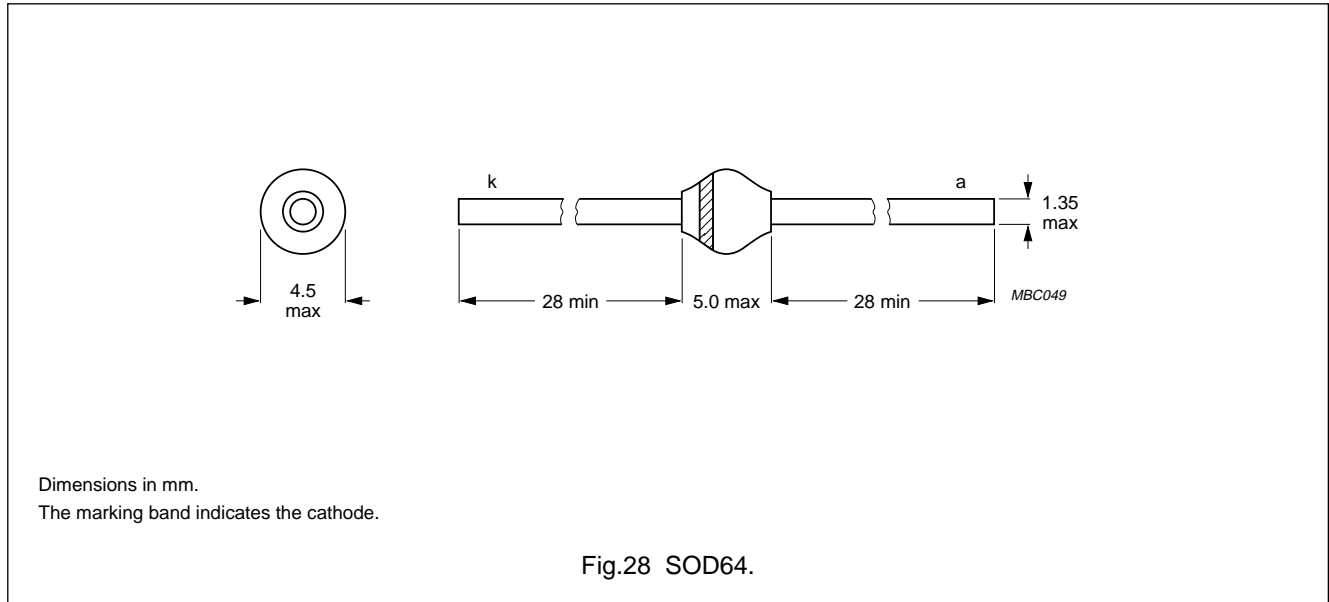 k
a
1.35
max
4.5
max
28 min
5.0 max
28 min
MBC049
Dimensions in mm.
The marking band indicates the cathode.
Fig.28 SOD64.